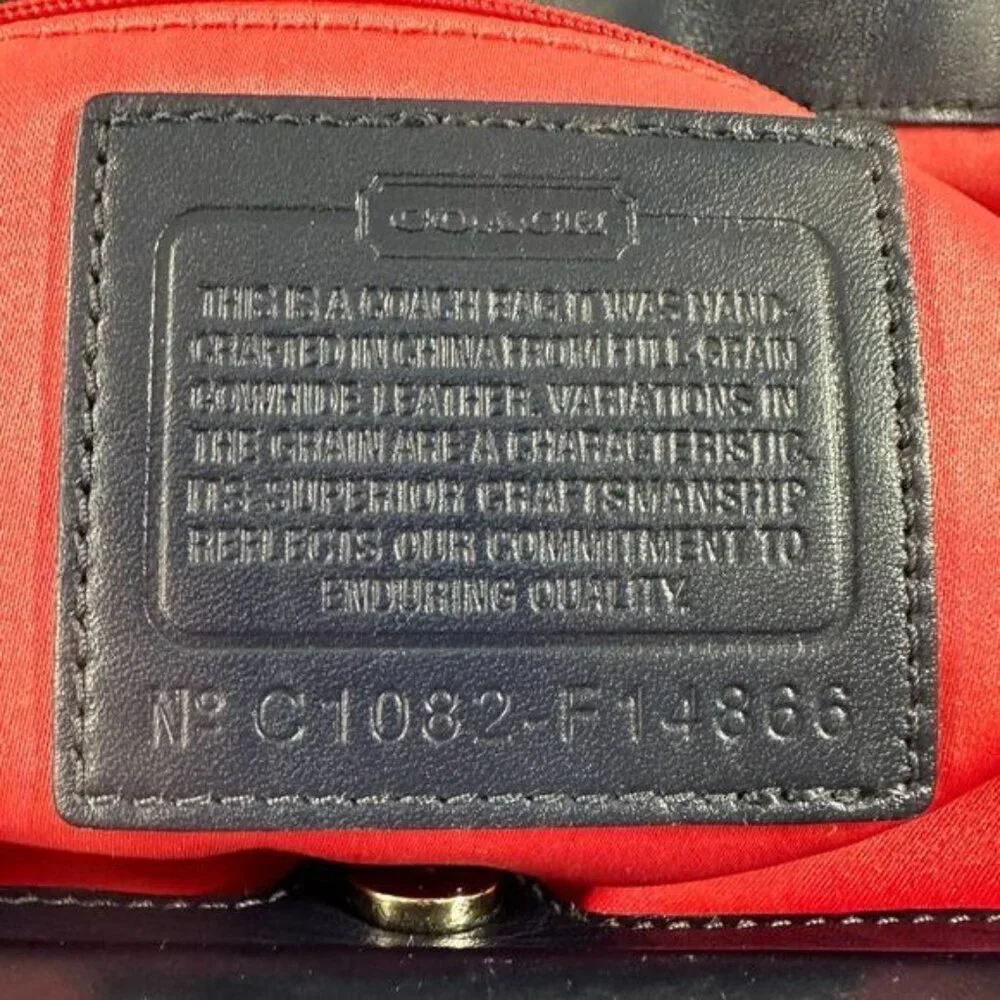 COACH
THIS IS A COACH BAG. IT WAS HAND-
CRAFTED IN CHINA FROM FULL-GRAIN
COWHIDE LEATHER. VARIATIONS IN
THE GRAIN ARE A CHARACTERISTIC.
ITS SUPERIOR CRAFTSMANSHIP
REFLECTS OUR COMMITMENT TO
ENDURING QUALITY.
Nº C1082-F14866